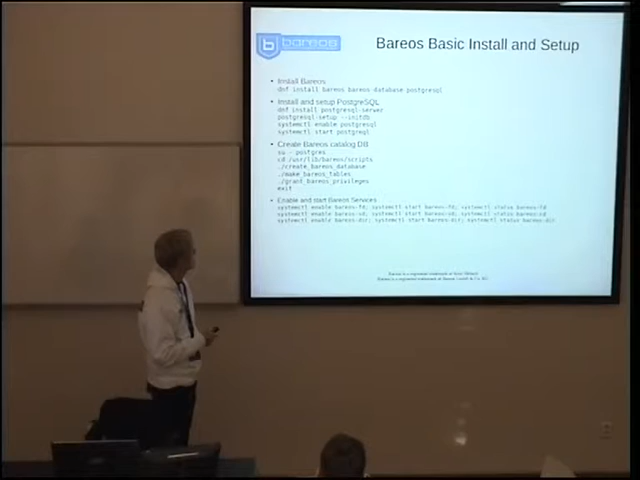 bareos
Bareos Basic Install and Setup
• Install Bareos
dnf install bareos bareos-database postgresql
• Install and setup PostgreSQL
dnf install postgresql-server
postgresql-setup --initdb
systemctl enable postgresql
systemctl start postgreql
• Create Bareos catalog DB
su - postgres
cd /usr/lib/bareos/scripts
./create_bareos_database
./make_bareos_tables
./grant_bareos_privileges
exit
• Enable and start Bareos Services
systemctl enable bareos-fd; systemctl start bareos-fd; systemctl status bareos-fd
systemctl enable bareos-sd; systemctl start bareos-sd; systemctl status bareos-sd
systemctl enable bareos-dir; systemctl start bareos-dir; systemctl status bareos-dir